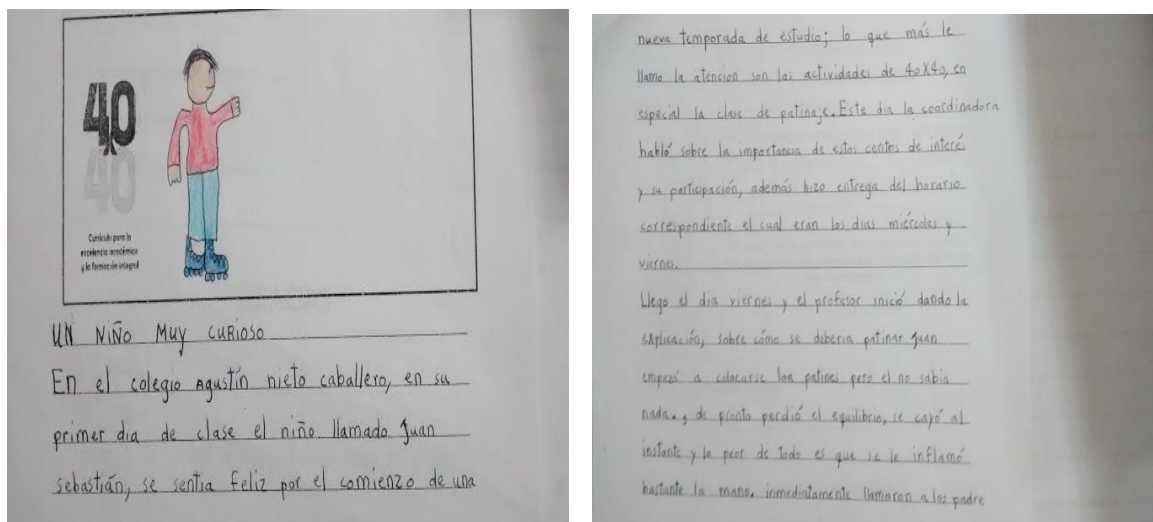 40
40
Currículo para la
excelencia académica
y la formación integral
UN NIÑO MUY CURIOSO
En el colegio Agustín nieto caballero, en su
primer dia de clase el niño llamado Juan
sebastián, se sentia feliz por el comienzo de una
nueva temporada de estudio; lo que más le
llamo la atencion son las actividades de 40X40, en
especial la clase de patinaje. Este dia la coordinadora
habló sobre la importancia de estos centos de interés
y su participación, además hizo entrega del horario
correspondiente el cual eran los dias miércoles y
viernes.
Llego el dia viernes y el profesor inició dando la
explicación, sobre cómo se deberia patinar Juan
empezó a colocarse los patines pero el no sabia
nada., de pronto perdió el equilibrio, se cayó al
instante y lo peor de todo es que se le inflamó
bastante la mano. inmediatamente llamaron a los padre